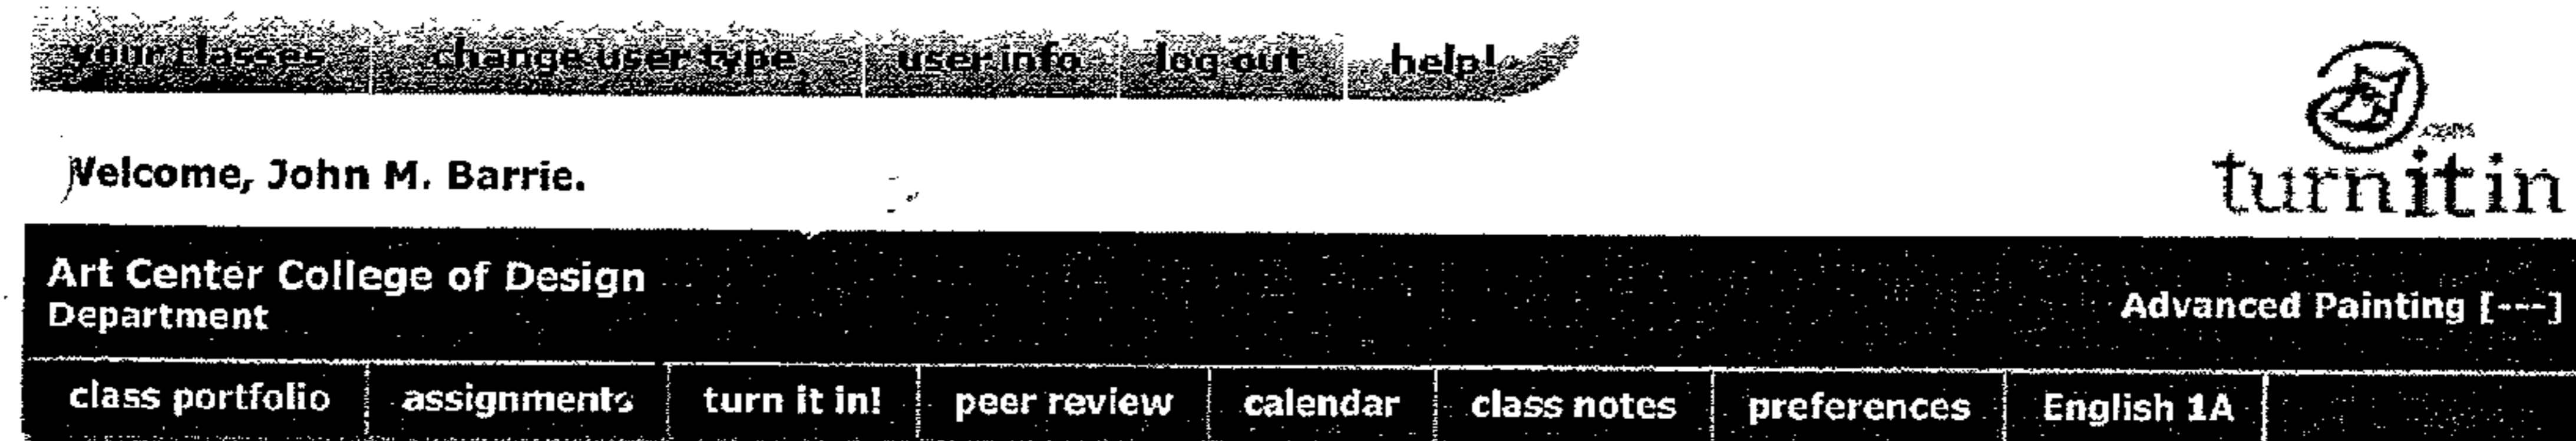 your classes change user type user info log out help!
.com
turnitin
Welcome, John M. Barrie.
Art Center College of Design
Department
Advanced Painting [---]
class portfolio assignments turn it in! peer review calendar class notes preferences English 1A